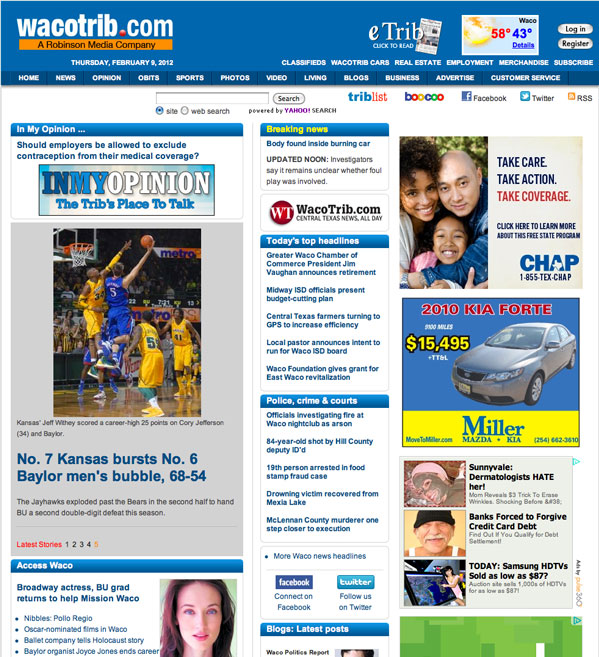 wacotrib.com
A Robinson Media Company
THURSDAY, FEBRUARY 9, 2012
eTrib
CLICK TO READ
Waco
58° 43°
Details
Log in
Register
CLASSIFIEDS WACOTRIB CARS REAL ESTATE EMPLOYMENT MERCHANDISE SUBSCRIBE
HOME NEWS OPINION OBITS SPORTS PHOTOS VIDEO LIVING BLOGS BUSINESS ADVERTISE CUSTOMER SERVICE
Search
site web search powered by YAHOO! SEARCH
triblist boocoo Facebook Twitter RSS
In My Opinion ...
Should employers be allowed to exclude
contraception from their medical coverage?
INMYOPINION
The Trib's Place To Talk
Kansas' Jeff Withey scored a career-high 25 points on Cory Jefferson
(34) and Baylor.
No. 7 Kansas bursts No. 6
Baylor men's bubble, 68-54
The Jayhawks exploded past the Bears in the second half to hand
BU a second double-digit defeat this season.
Latest Stories 1 2 3 4 5
Access Waco
Broadway actress, BU grad
returns to help Mission Waco
Nibbles: Pollo Regio
Oscar-nominated films in Waco
Ballet company tells Holocaust story
Baylor organist Joyce Jones ends career
Breaking news
Body found inside burning car
UPDATED NOON: Investigators
say it remains unclear whether foul
play was involved.
WT WacoTrib.com
CENTRAL TEXAS NEWS, ALL DAY
Today's top headlines
Greater Waco Chamber of
Commerce President Jim
Vaughan announces retirement
Midway ISD officials present
budget-cutting plan
Central Texas farmers turning to
GPS to increase efficiency
Local pastor announces intent to
run for Waco ISD board
Waco Foundation gives grant for
East Waco revitalization
Police, crime & courts
Officials investigating fire at
Waco nightclub as arson
84-year-old shot by Hill County
deputy ID'd
19th person arrested in food
stamp fraud case
Drowning victim recovered from
Mexia Lake
McLennan County murderer one
step closer to execution
More Waco news headlines
facebook
Connect on
Facebook
twitter
Follow us
on Twitter
Blogs: Latest posts
Waco Politics Report
TAKE CARE.
TAKE ACTION.
TAKE COVERAGE.
CLICK HERE TO LEARN MORE
ABOUT THIS FREE STATE PROGRAM
CHAP
1-855-TEX-CHAP
2010 KIA FORTE
9100 MILES
$15,495
+TT&L
Miller
MAZDA • KIA
MoveToMiller.com
(254) 662-3610
Sunnyvale:
Dermatologists HATE
her!
Mom Reveals $3 Trick To Erase
Wrinkles. Shocking Before &#38;
Banks Forced to Forgive
Credit Card Debt
Find Out If You Qualify for Debt
Settlement!
TODAY: Samsung HDTVs
Sold as low as $87?
Auction site sells 1,000s of HDTVs
for as low as $87!
Ads by pulse360